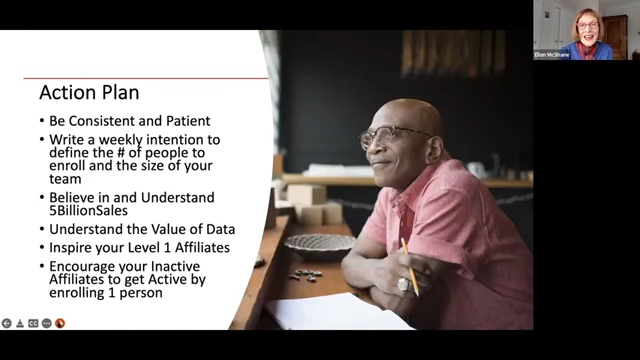 Action Plan
• Be Consistent and Patient
• Write a weekly intention to
define the # of people to
enroll and the size of your
team
• Believe in and Understand
5BillionSales
• Understand the Value of Data
• Inspire your Level 1 Affiliates
• Encourage your Inactive
Affiliates to get Active by
enrolling 1 person
Ellen McShane
CC